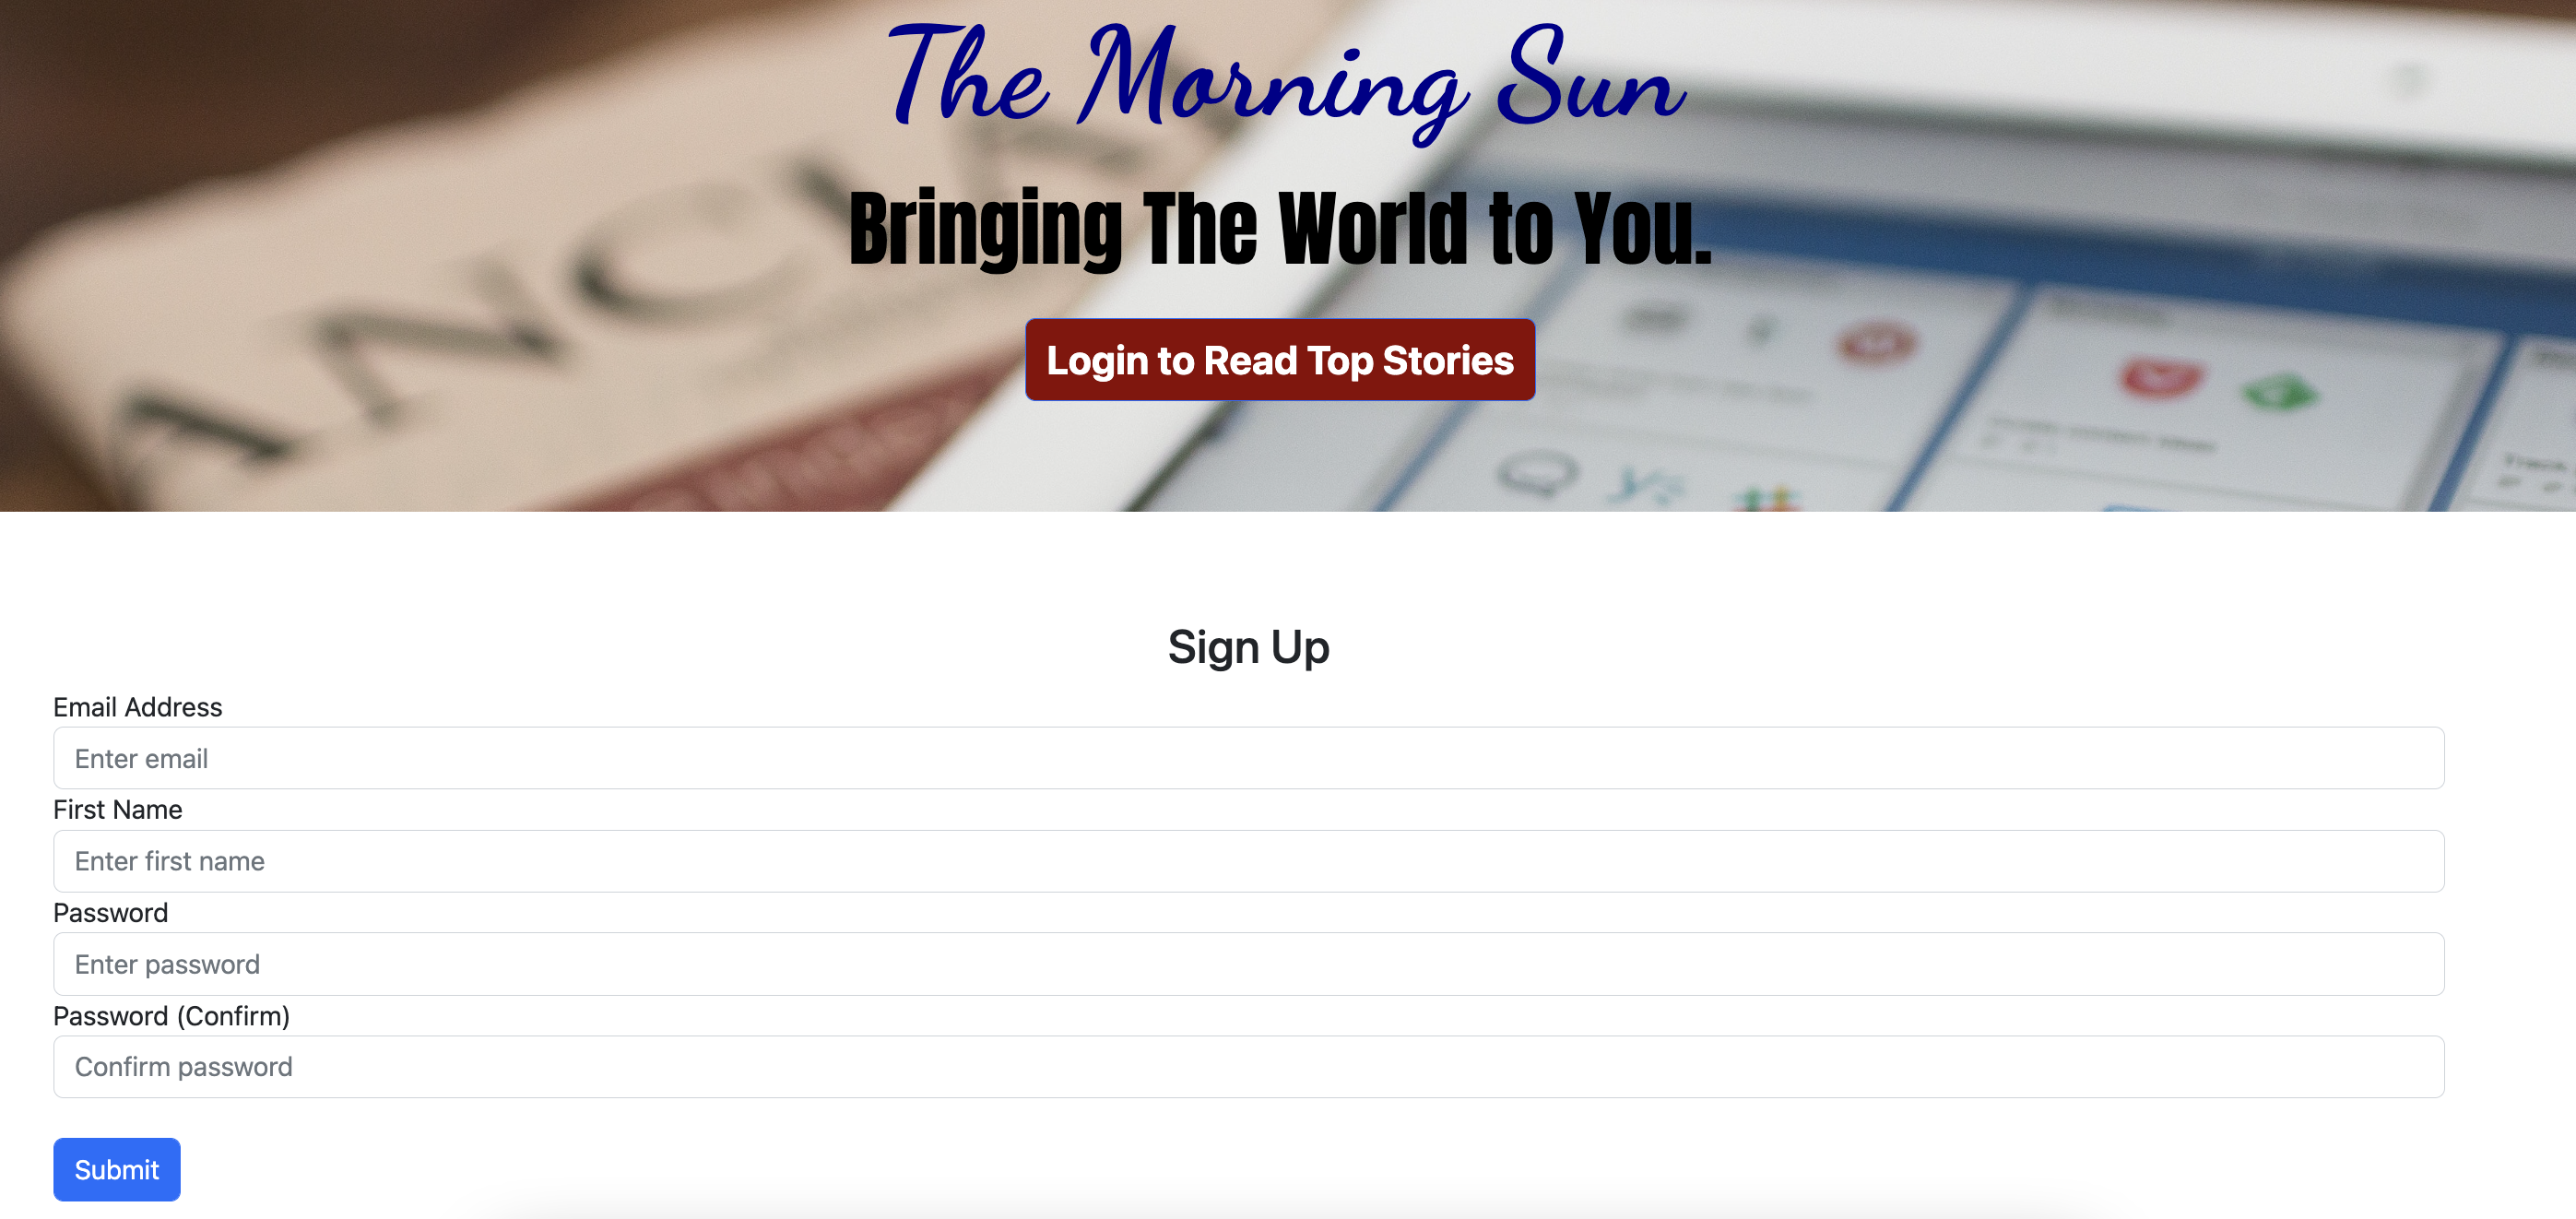 The Morning Sun
Bringing The World to You.
Login to Read Top Stories
Sign Up
Email Address
Enter email
First Name
Enter first name
Password
Enter password
Password (Confirm)
Confirm password
Submit